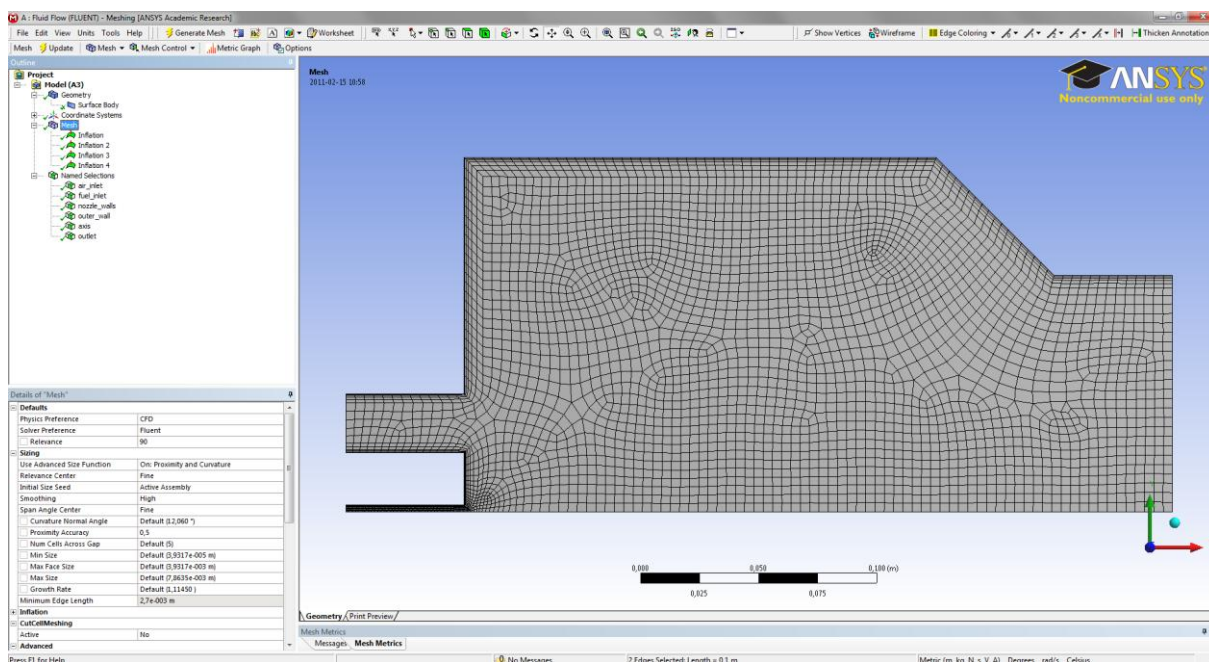 A : Fluid Flow (FLUENT) - Meshing [ANSYS Academic Research]
File Edit View Units Tools Help Generate Mesh Worksheet Show Vertices Wireframe Edge Coloring Thicken Annotation
Mesh Update Mesh Mesh Control Metric Graph Options
Outline
Project
Model (A3)
Geometry
Surface Body
Coordinate Systems
Mesh
Inflation
Inflation 2
Inflation 3
Inflation 4
Named Selections
air_inlet
fuel_inlet
nozzle_walls
outer_wall
axis
outlet
Mesh
2011-02-15 18:58
ANSYS
Noncommercial use only
Details of "Mesh"
Defaults
Physics Preference CFD
Solver Preference Fluent
Relevance 90
Sizing
Use Advanced Size Function On: Proximity and Curvature
Relevance Center Fine
Initial Size Seed Active Assembly
Smoothing High
Span Angle Center Fine
Curvature Normal Angle Default (12,060 °)
Proximity Accuracy 0,5
Num Cells Across Gap Default (5)
Min Size Default (3,9317e-005 m)
Max Face Size Default (3,9317e-003 m)
Max Size Default (7,8635e-003 m)
Growth Rate Default (1,11450 )
Minimum Edge Length 2,7e-003 m
Inflation
CutCellMeshing
Active No
Advanced
0,000 0,050 0,100 (m)
0,025 0,075
Geometry Print Preview
Mesh Metrics
Messages Mesh Metrics
Press F1 for Help No Messages 2 Edges Selected: Length = 0,1 m Metric (m, kg, N, s, V, A) Degrees rad/s Celsius